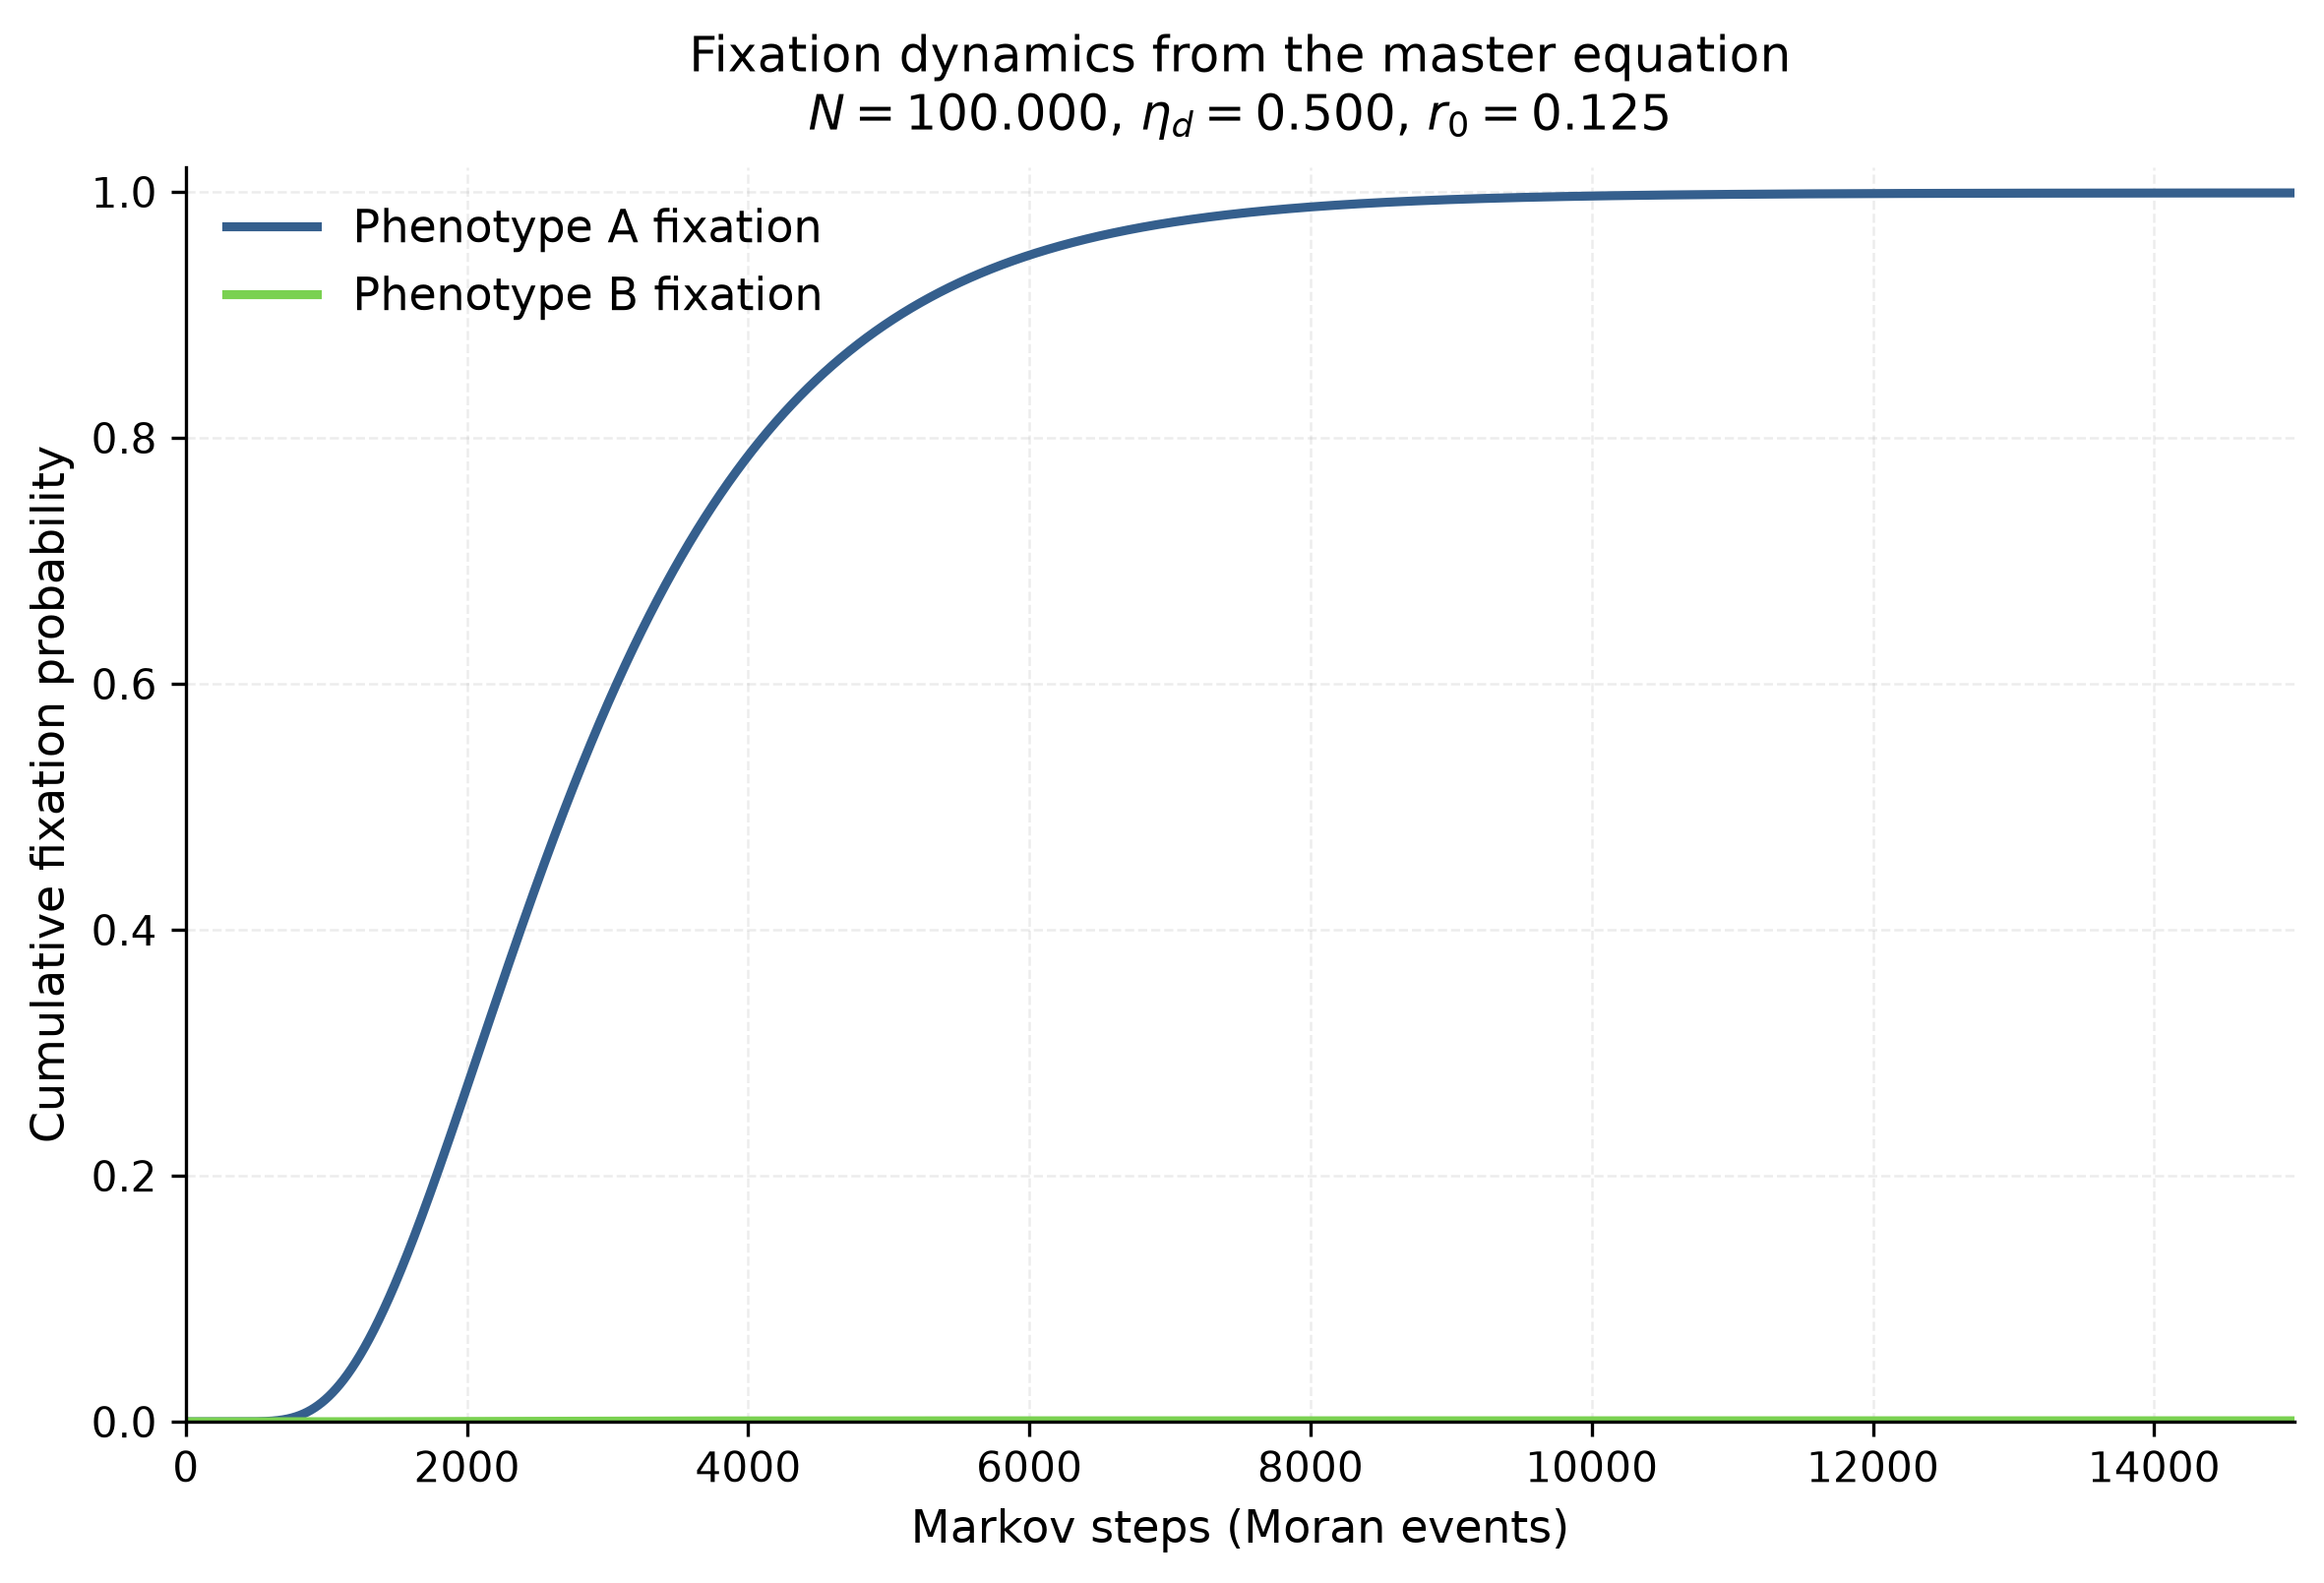 Fixation dynamics from the master equation
N = 100.000, η_d = 0.500, r_0 = 0.125
Phenotype A fixation
Phenotype B fixation
Cumulative fixation probability
1.0
0.8
0.6
0.4
0.2
0.0
0 2000 4000 6000 8000 10000 12000 14000
Markov steps (Moran events)